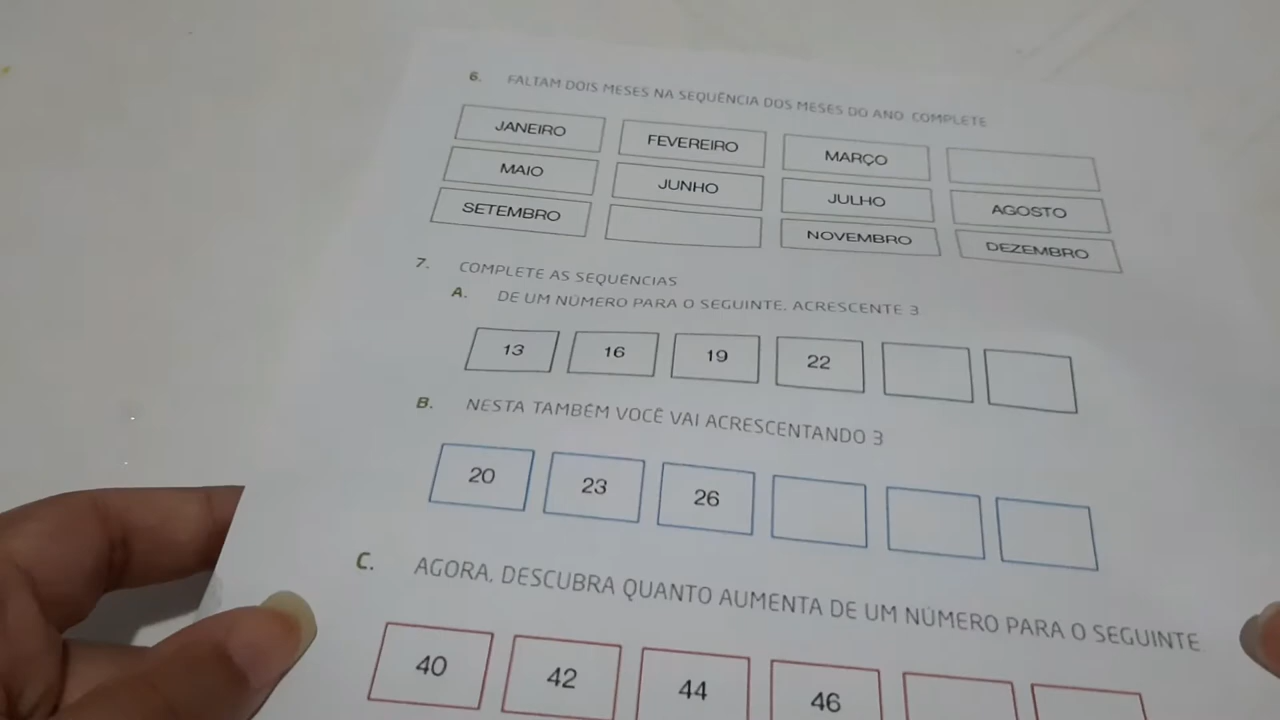 6. FALTAM DOIS MESES NA SEQUÊNCIA DOS MESES DO ANO. COMPLETE
JANEIRO FEVEREIRO MARÇO
MAIO JUNHO JULHO AGOSTO
SETEMBRO NOVEMBRO DEZEMBRO
7. COMPLETE AS SEQUÊNCIAS
A. DE UM NÚMERO PARA O SEGUINTE, ACRESCENTE 3
13 16 19 22
B. NESTA TAMBÉM VOCÊ VAI ACRESCENTANDO 3
20 23 26
C. AGORA, DESCUBRA QUANTO AUMENTA DE UM NÚMERO PARA O SEGUINTE
40 42 44 46